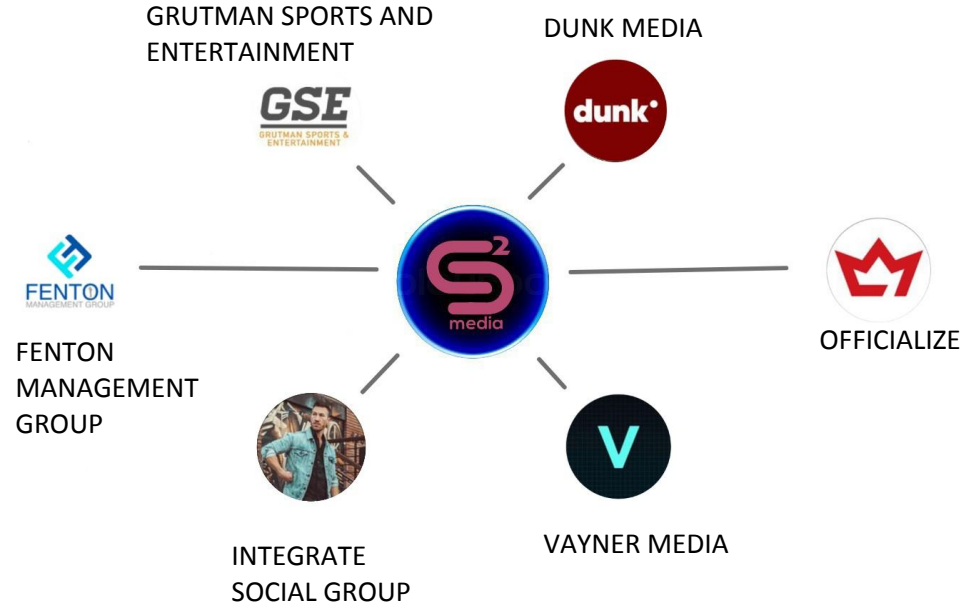 GRUTMAN SPORTS AND
ENTERTAINMENT
DUNK MEDIA
GSE
GRUTMAN SPORTS &
ENTERTAINMENT
dunk
S2
media
FENTON
MANAGEMENT GROUP
FENTON
MANAGEMENT
GROUP
OFFICIALIZE
V
INTEGRATE
SOCIAL GROUP
VAYNER MEDIA